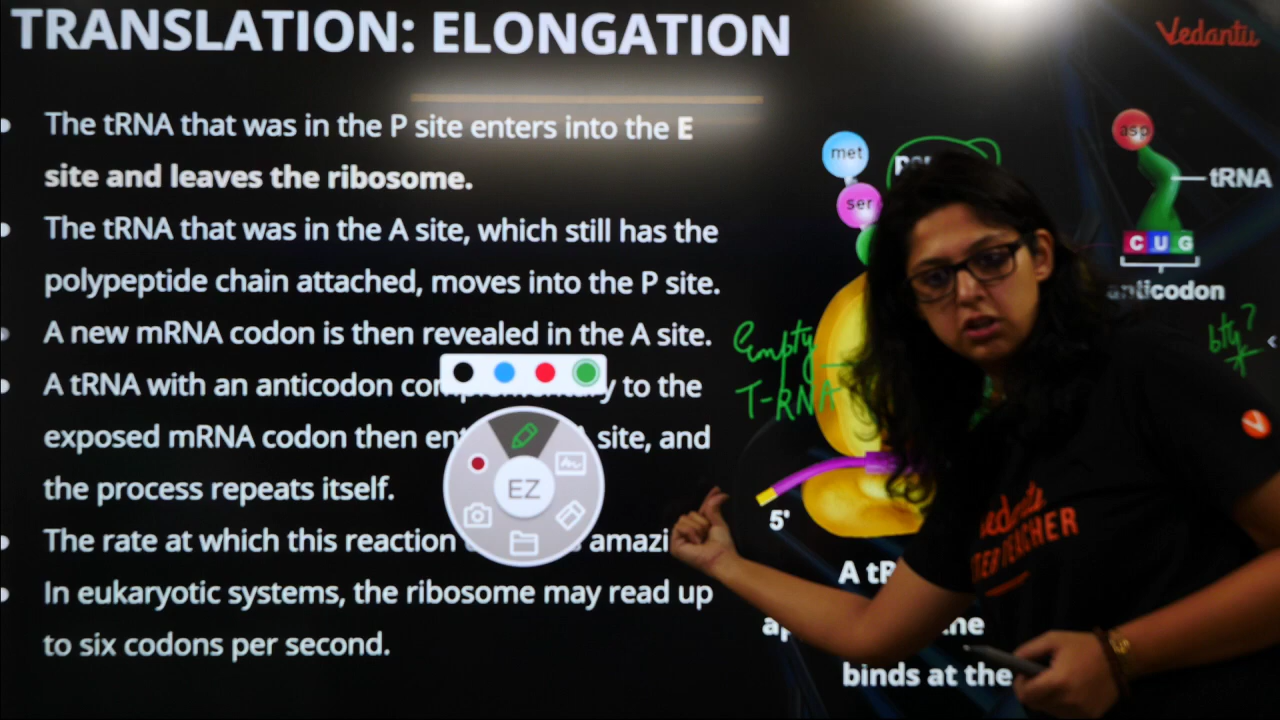 TRANSLATION: ELONGATION
Vedantu
The tRNA that was in the P site enters into the E
site and leaves the ribosome.
The tRNA that was in the A site, which still has the
polypeptide chain attached, moves into the P site.
A new mRNA codon is then revealed in the A site.
A tRNA with an anticodon to the
exposed mRNA codon then site, and
the process repeats itself.
The rate at which this reaction
In eukaryotic systems, the ribosome may read up
to six codons per second.
EZ
met
ser
asp
tRNA
C U G
anticodon
empty
T-RNA
5'
A
binds at the